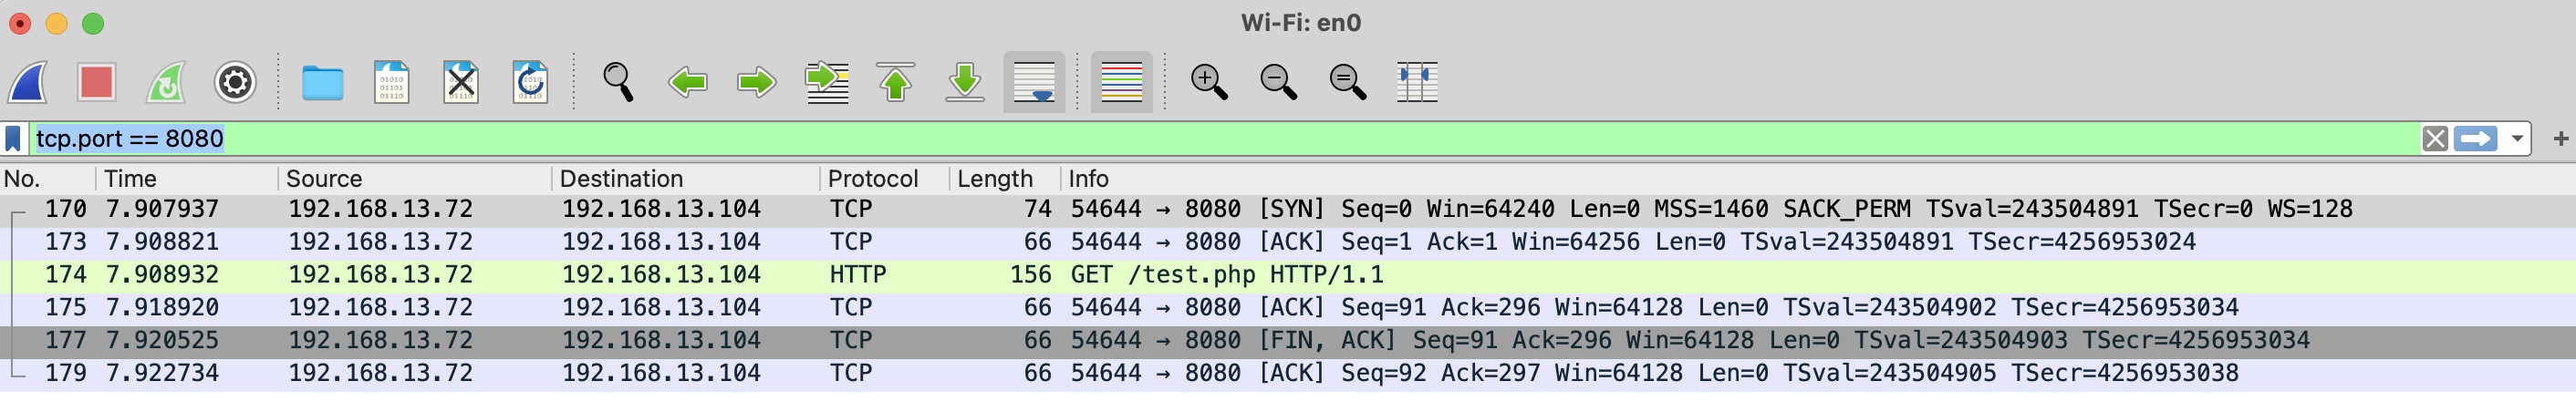 Wi-Fi: en0
tcp.port == 8080
No. Time Source Destination Protocol Length Info
170 7.907937 192.168.13.72 192.168.13.104 TCP 74 54644 → 8080 [SYN] Seq=0 Win=64240 Len=0 MSS=1460 SACK_PERM TSval=243504891 TSecr=0 WS=128
173 7.908821 192.168.13.72 192.168.13.104 TCP 66 54644 → 8080 [ACK] Seq=1 Ack=1 Win=64256 Len=0 TSval=243504891 TSecr=4256953024
174 7.908932 192.168.13.72 192.168.13.104 HTTP 156 GET /test.php HTTP/1.1
175 7.918920 192.168.13.72 192.168.13.104 TCP 66 54644 → 8080 [ACK] Seq=91 Ack=296 Win=64128 Len=0 TSval=243504902 TSecr=4256953034
177 7.920525 192.168.13.72 192.168.13.104 TCP 66 54644 → 8080 [FIN, ACK] Seq=91 Ack=296 Win=64128 Len=0 TSval=243504903 TSecr=4256953034
179 7.922734 192.168.13.72 192.168.13.104 TCP 66 54644 → 8080 [ACK] Seq=92 Ack=297 Win=64128 Len=0 TSval=243504905 TSecr=4256953038